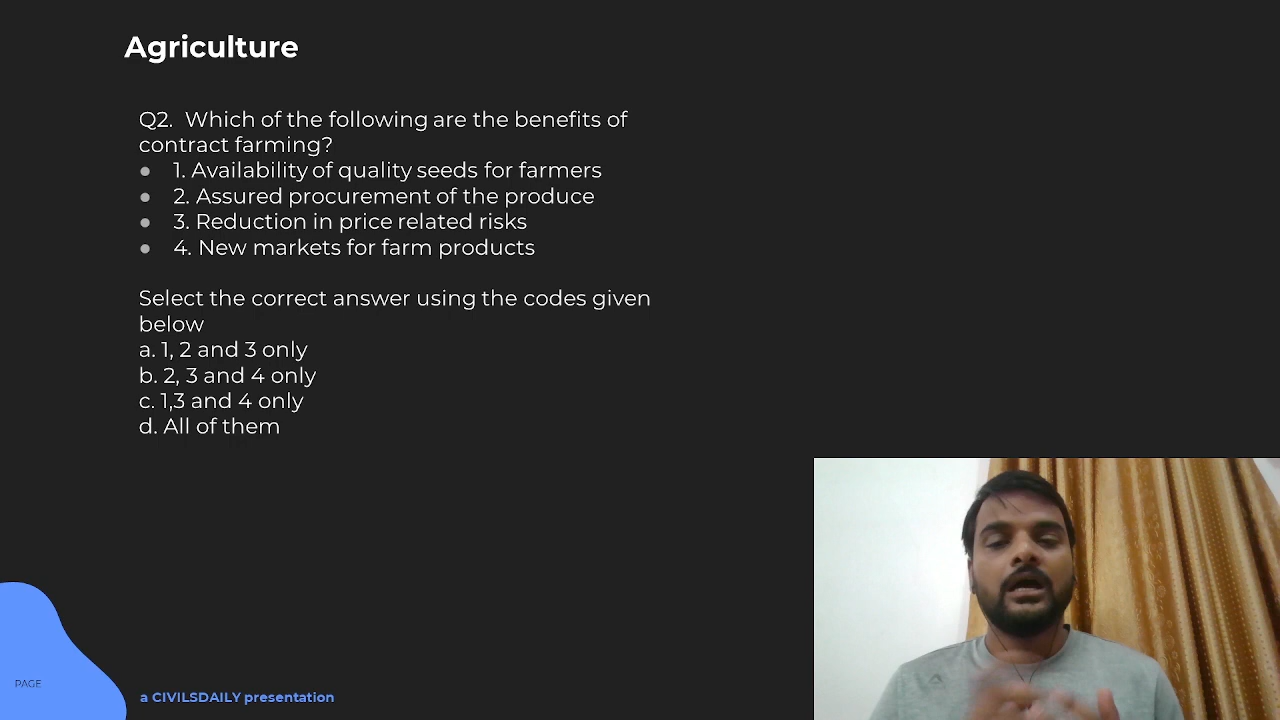 Agriculture
Q2. Which of the following are the benefits of
contract farming?
● 1. Availability of quality seeds for farmers
● 2. Assured procurement of the produce
● 3. Reduction in price related risks
● 4. New markets for farm products
Select the correct answer using the codes given
below
a. 1, 2 and 3 only
b. 2, 3 and 4 only
c. 1,3 and 4 only
d. All of them
PAGE
a CIVILSDAILY presentation